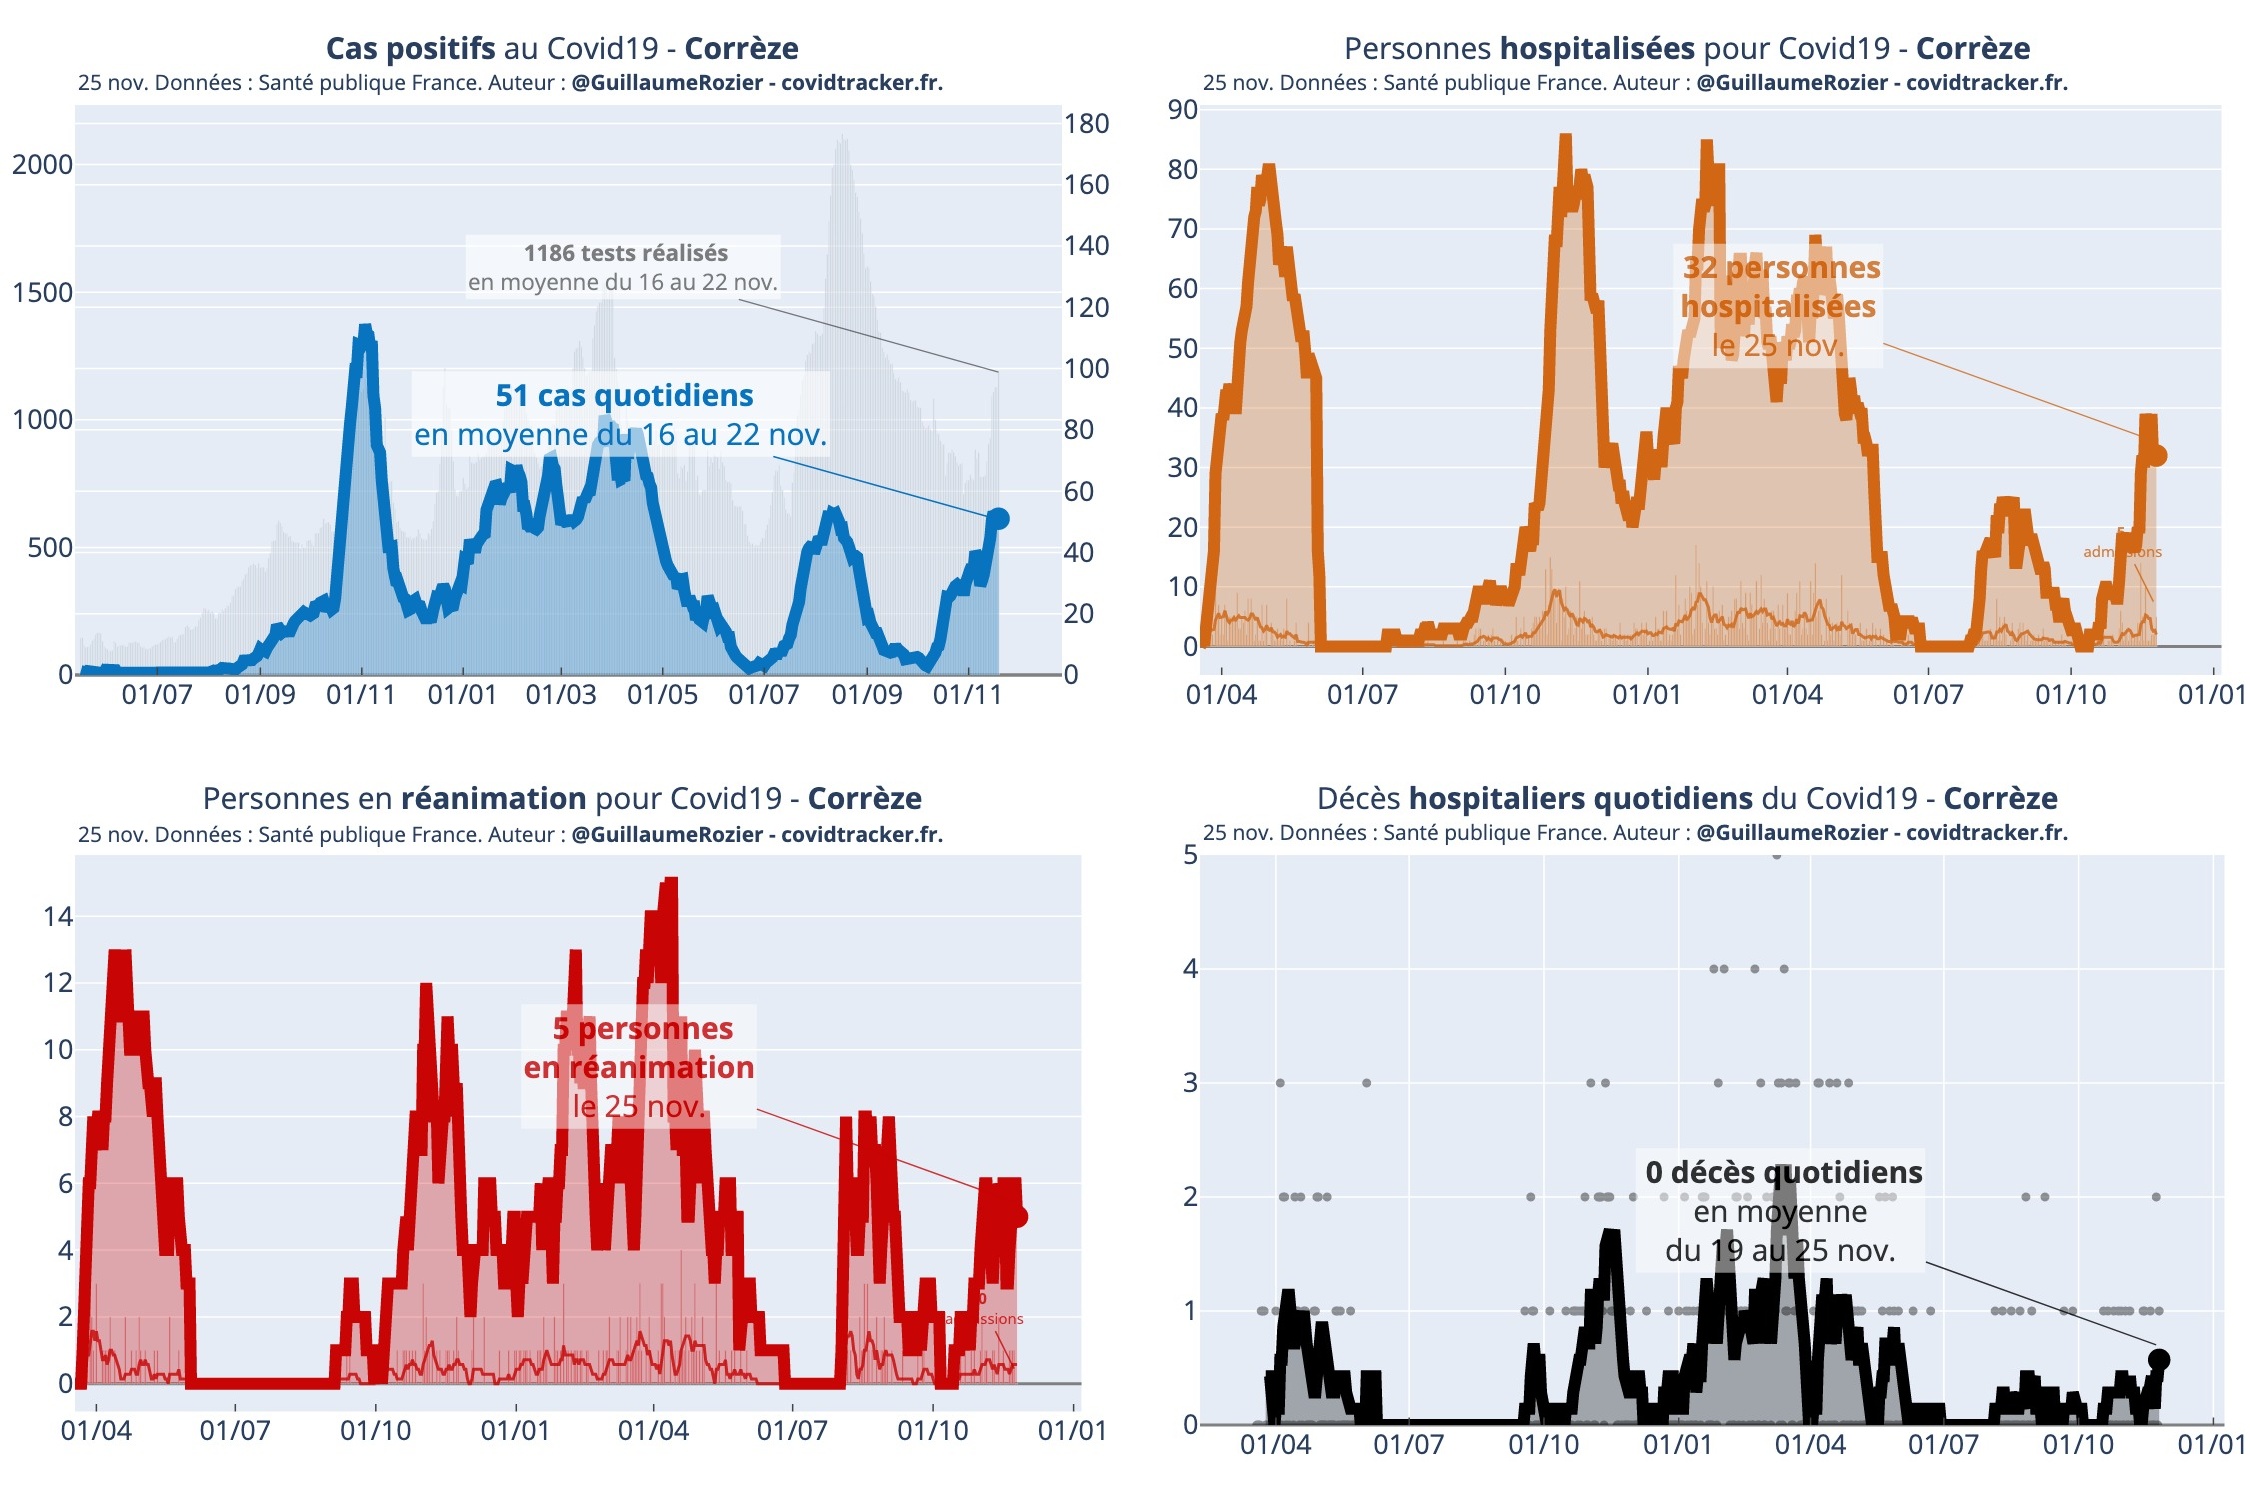 Cas positifs au Covid19 - Corrèze
25 nov. Données : Santé publique France. Auteur : @GuillaumeRozier - covidtracker.fr.
2000
1500
1000
500
0
180
160
140
120
100
80
60
40
20
0
1186 tests réalisés
en moyenne du 16 au 22 nov.
51 cas quotidiens
en moyenne du 16 au 22 nov.
01/07 01/09 01/11 01/01 01/03 01/05 01/07 01/09 01/11
Personnes hospitalisées pour Covid19 - Corrèze
25 nov. Données : Santé publique France. Auteur : @GuillaumeRozier - covidtracker.fr.
90
80
70
60
50
40
30
20
10
0
32 personnes
hospitalisées
le 25 nov.
5
admissions
01/04 01/07 01/10 01/01 01/04 01/07 01/10 01/01
Personnes en réanimation pour Covid19 - Corrèze
25 nov. Données : Santé publique France. Auteur : @GuillaumeRozier - covidtracker.fr.
14
12
10
8
6
4
2
0
5 personnes
en réanimation
le 25 nov.
0
admissions
01/04 01/07 01/10 01/01 01/04 01/07 01/10 01/01
Décès hospitaliers quotidiens du Covid19 - Corrèze
25 nov. Données : Santé publique France. Auteur : @GuillaumeRozier - covidtracker.fr.
5
4
3
2
1
0
0 décès quotidiens
en moyenne
du 19 au 25 nov.
01/04 01/07 01/10 01/01 01/04 01/07 01/10 01/01